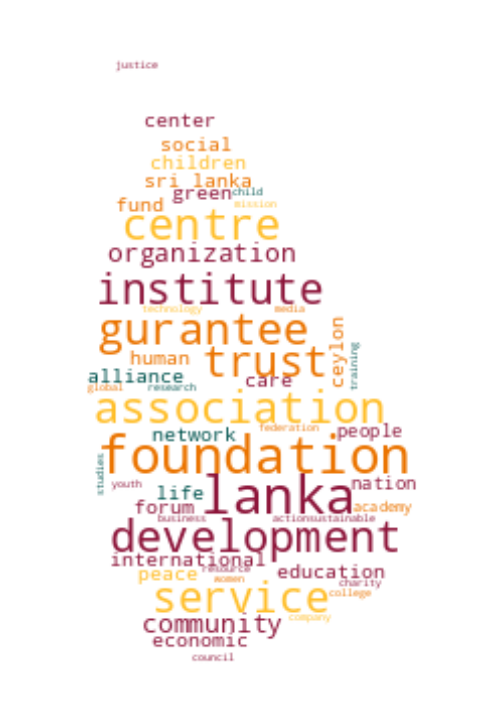 justice
center
social
children
sri lanka
green child
fund mission
centre
organization
institute
technology media
gurantee
ceylon
human trust
training
alliance care
global research
association
federation
network people
foundation
studies
youth life lanka nation
forum academy
business actionsustainable
development
international
resource
peace women education
charity
service college
company
community
economic
council